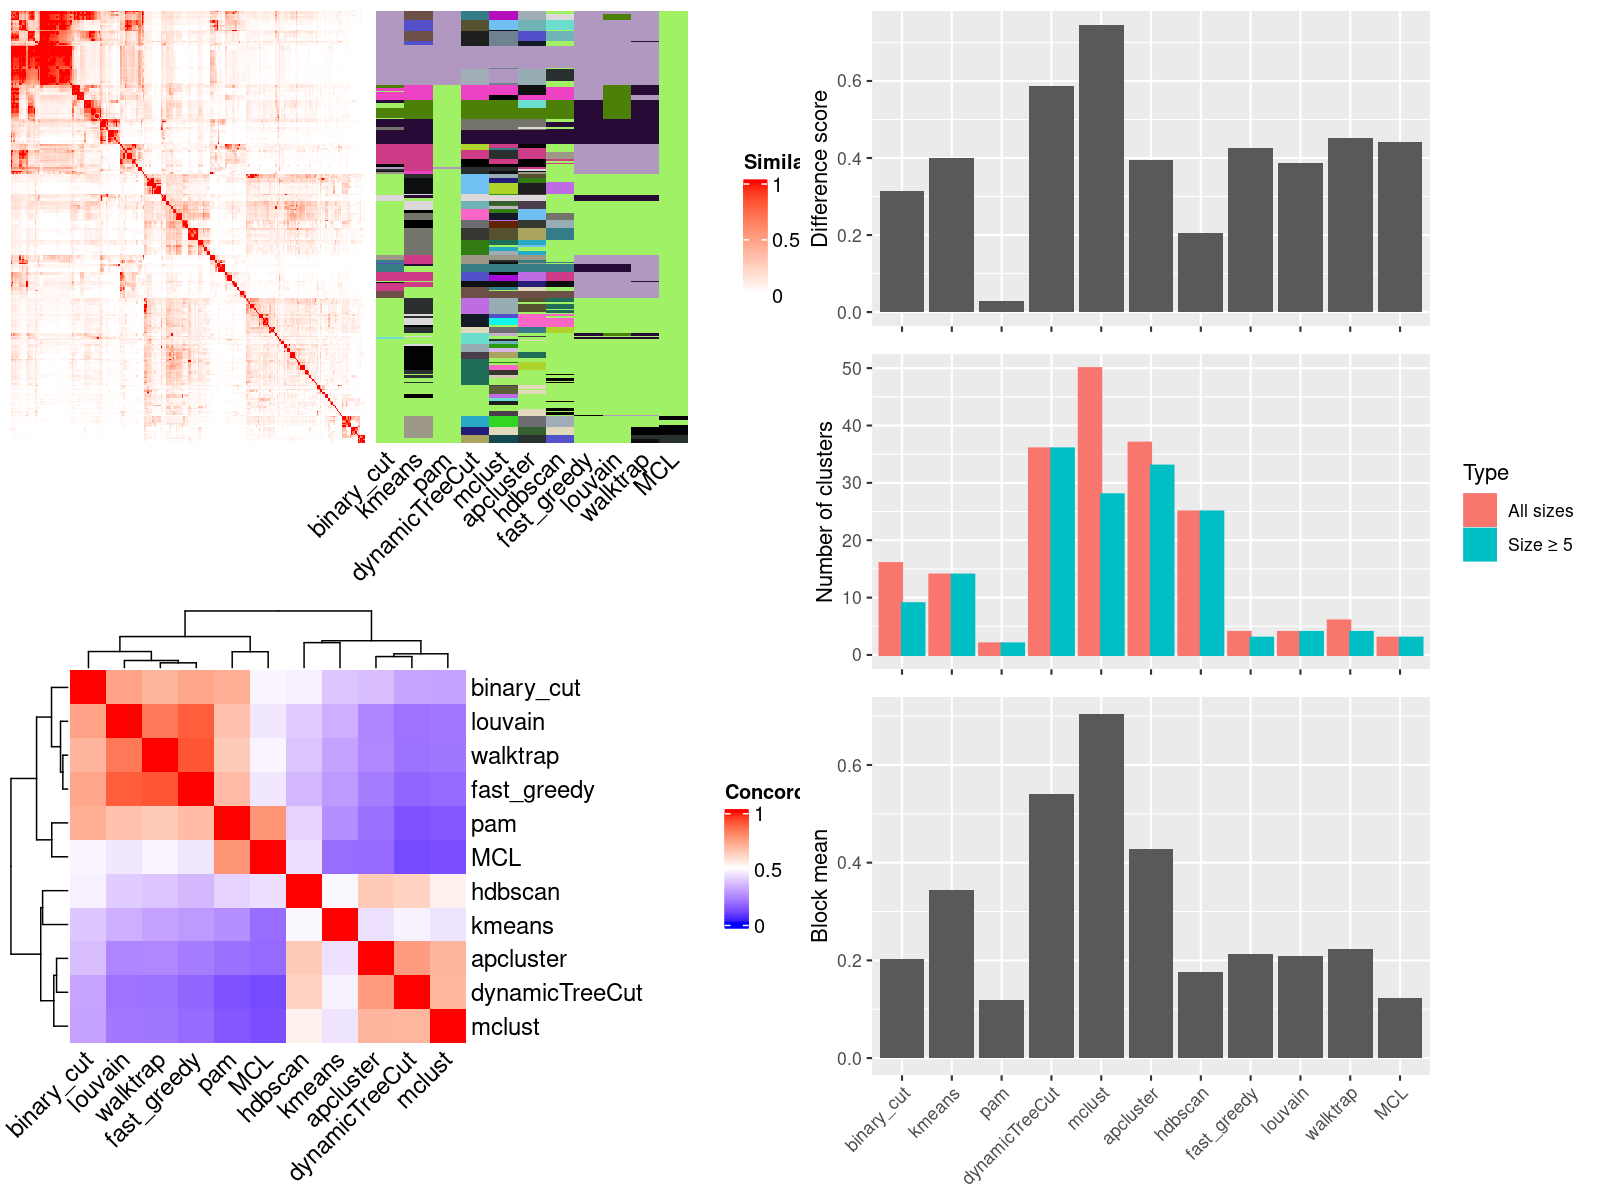 Simila
1
0.5
0
binary_cut
kmeans
pam
dynamicTreeCut
mclust
apcluster
hdbscan
fast_greedy
louvain
walktrap
MCL
binary_cut
louvain
walktrap
fast_greedy
pam
MCL
hdbscan
kmeans
apcluster
dynamicTreeCut
mclust
Concord
1
0.5
0
binary_cut
louvain
walktrap
fast_greedy
pam
MCL
hdbscan
kmeans
apcluster
dynamicTreeCut
mclust
Difference score
0.6
0.4
0.2
0.0
Number of clusters
50
40
30
20
10
0
Type
All sizes
Size ≥ 5
Block mean
0.6
0.4
0.2
0.0
binary_cut
kmeans
pam
dynamicTreeCut
mclust
apcluster
hdbscan
fast_greedy
louvain
walktrap
MCL